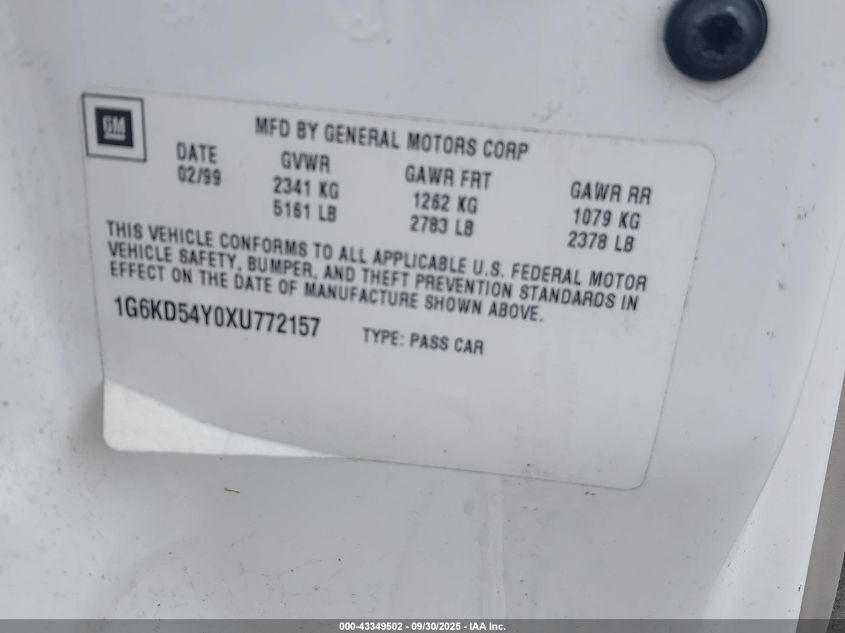 GM
MFD BY GENERAL MOTORS CORP
DATE GVWR GAWR FRT GAWR RR
02/99 2341 KG 1262 KG 1079 KG
5161 LB 2783 LB 2378 LB
THIS VEHICLE CONFORMS TO ALL APPLICABLE U.S. FEDERAL MOTOR
VEHICLE SAFETY, BUMPER, AND THEFT PREVENTION STANDARDS IN
EFFECT ON THE DATE OF MANUFACTURE SHOWN ABOVE.
1G6KD54Y0XU772157 TYPE: PASS CAR
000-43349502 - 09/30/2025 - IAA Inc.